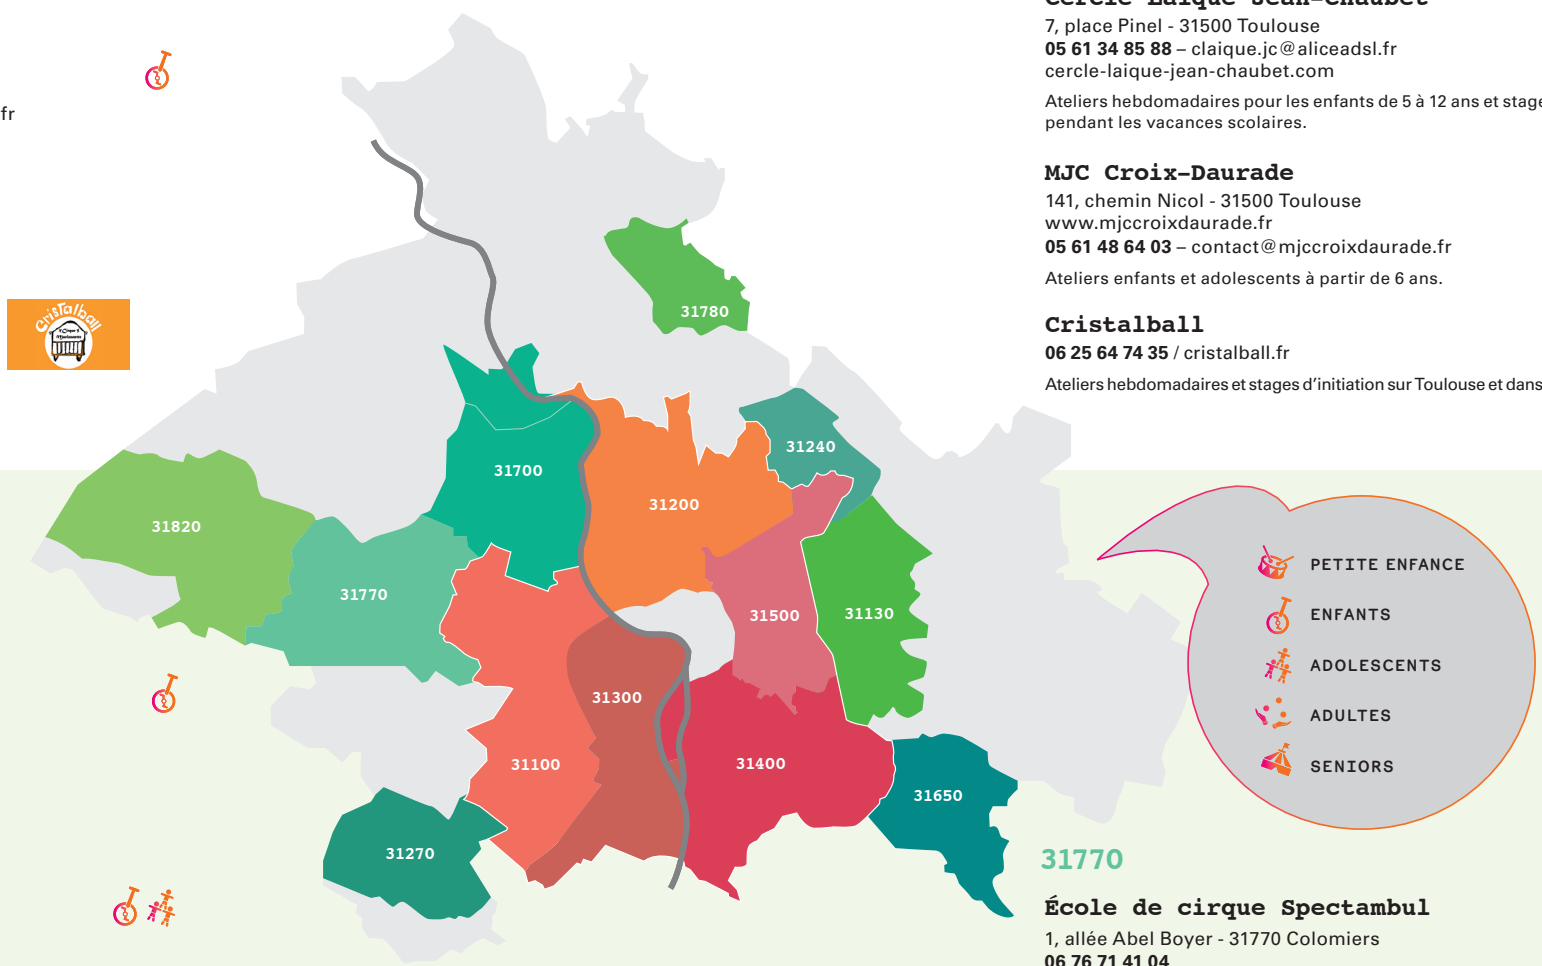 fr
Cristalball
31780
31240
31700
31200
31820
31770
31500
31130
31300
31100
31400
31650
31270
Cercle Laïque Jean-Chaubet
7, place Pinel - 31500 Toulouse
05 61 34 85 88 – claique.jc@aliceadsl.fr
cercle-laique-jean-chaubet.com
Ateliers hebdomadaires pour les enfants de 5 à 12 ans et stage
pendant les vacances scolaires.
MJC Croix-Daurade
141, chemin Nicol - 31500 Toulouse
www.mjccroixdaurade.fr
05 61 48 64 03 – contact@mjccroixdaurade.fr
Ateliers enfants et adolescents à partir de 6 ans.
Cristalball
06 25 64 74 35 / cristalball.fr
Ateliers hebdomadaires et stages d’initiation sur Toulouse et dans
PETITE ENFANCE
ENFANTS
ADOLESCENTS
ADULTES
SENIORS
31770
École de cirque Spectambul
1, allée Abel Boyer - 31770 Colomiers
06 76 71 41 04